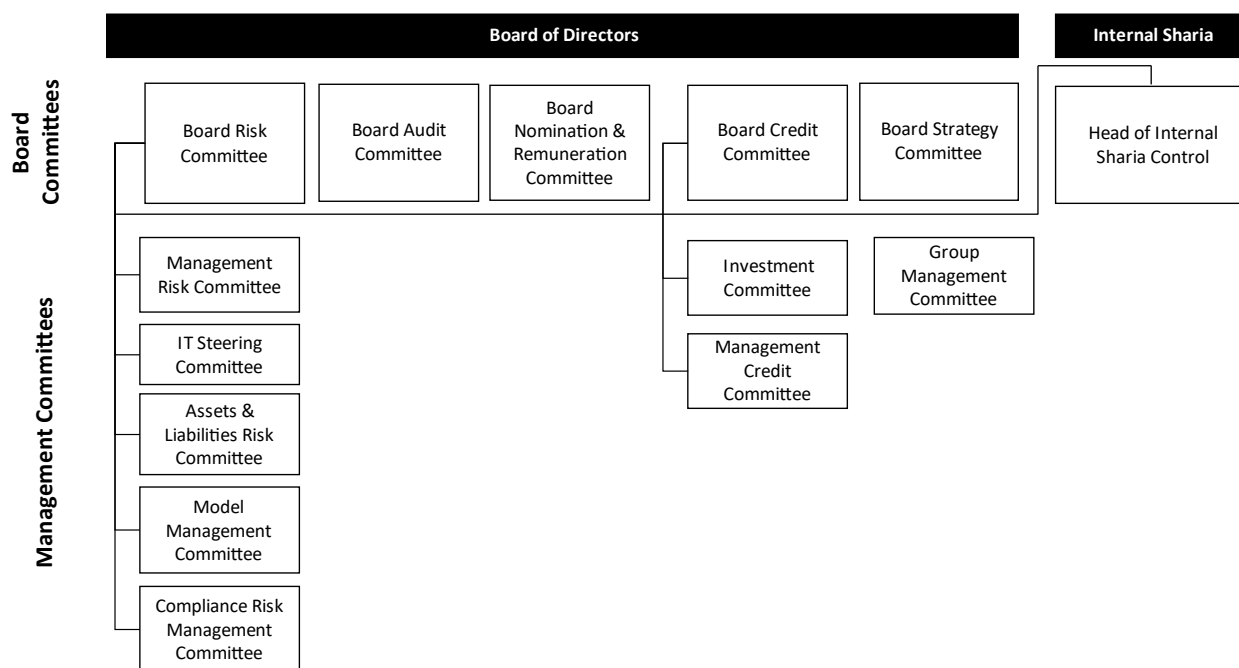 Board of Directors
Internal Sharia
Board
Committees
Board Risk
Committee
Board Audit
Committee
Board
Nomination &
Remuneration
Committee
Board Credit
Committee
Board Strategy
Committee
Head of Internal
Sharia Control
Management Committees
Management
Risk Committee
IT Steering
Committee
Assets &
Liabilities Risk
Committee
Model
Management
Committee
Compliance Risk
Management
Committee
Investment
Committee
Management
Credit
Committee
Group
Management
Committee